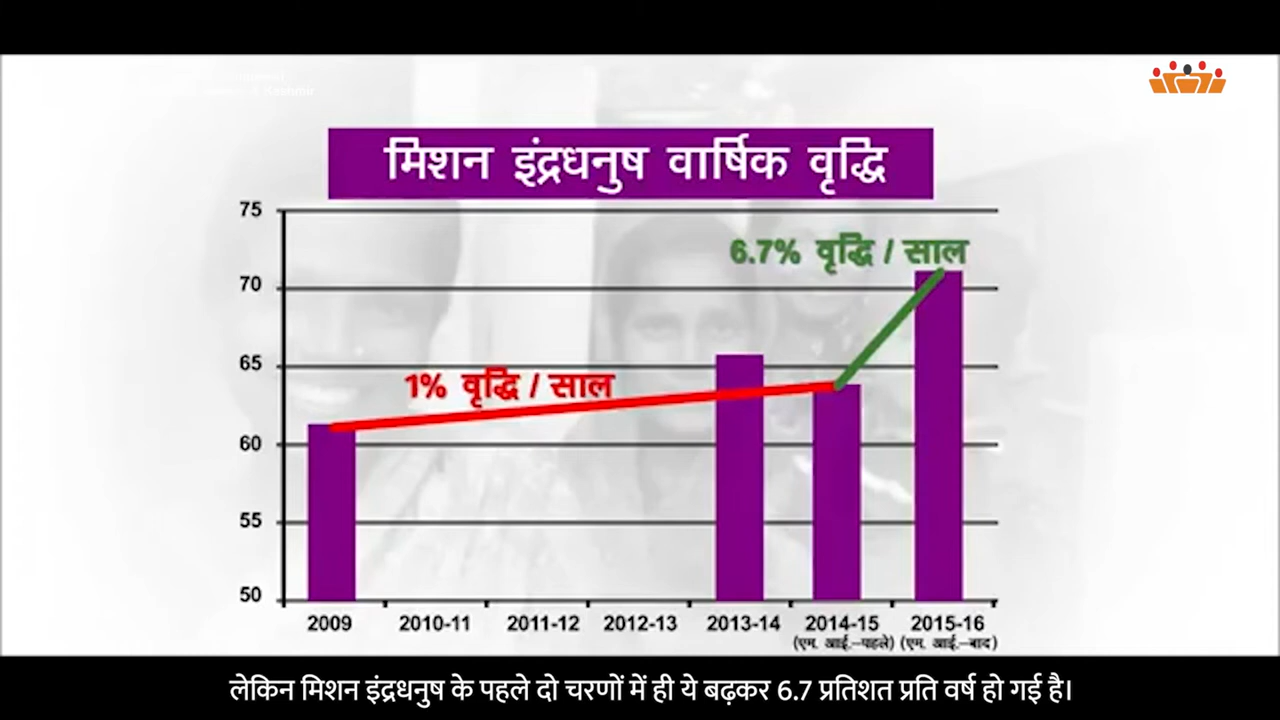 मिशन इंद्रधनुष वार्षिक वृद्धि
75
6.7% वृद्धि / साल
70
65
1% वृद्धि / साल
60
55
50
2009 2010-11 2011-12 2012-13 2013-14 2014-15 2015-16
(एम. आई.–पहले) (एम. आई.–बाद)
लेकिन मिशन इंद्रधनुष के पहले दो चरणों में ही ये बढ़कर 6.7 प्रतिशत प्रति वर्ष हो गई है।